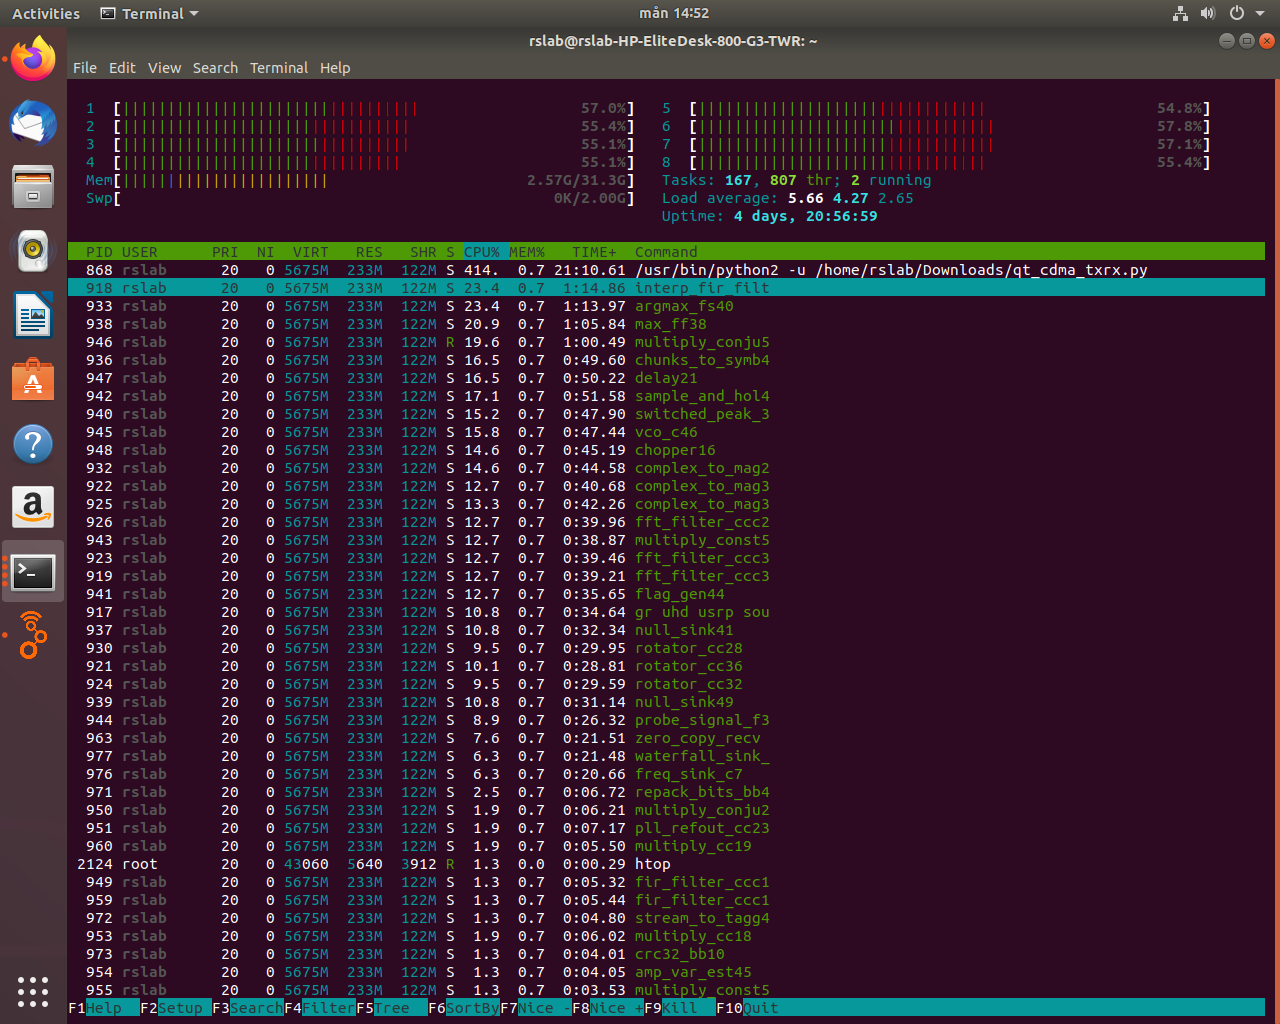 Activities Terminal mån 14:52
rslab@rslab-HP-EliteDesk-800-G3-TWR: ~
File Edit View Search Terminal Help
1 [|||||||||||||||||||||||||||||||||| 57.0%] 5 [||||||||||||||||||||||||||||||||| 54.8%]
2 [||||||||||||||||||||||||||||||||| 55.4%] 6 [|||||||||||||||||||||||||||||||||| 57.8%]
3 [||||||||||||||||||||||||||||||||| 55.1%] 7 [|||||||||||||||||||||||||||||||||| 57.1%]
4 [|||||||||||||||||||||||||||||||| 55.1%] 8 [||||||||||||||||||||||||||||||||| 55.4%]
Mem[|||||||||||||||||||||||| 2.57G/31.3G] Tasks: 167, 807 thr; 2 running
Swp[ 0K/2.00G] Load average: 5.66 4.27 2.65
Uptime: 4 days, 20:56:59
PID USER PRI NI VIRT RES SHR S CPU% MEM% TIME+ Command
868 rslab 20 0 5675M 233M 122M S 414. 0.7 21:10.61 /usr/bin/python2 -u /home/rslab/Downloads/qt_cdma_txrx.py
918 rslab 20 0 5675M 233M 122M S 23.4 0.7 1:14.86 interp_fir_filt
933 rslab 20 0 5675M 233M 122M S 23.4 0.7 1:13.97 argmax_fs40
938 rslab 20 0 5675M 233M 122M S 20.9 0.7 1:05.84 max_ff38
946 rslab 20 0 5675M 233M 122M R 19.6 0.7 1:00.49 multiply_conju5
936 rslab 20 0 5675M 233M 122M S 16.5 0.7 0:49.60 chunks_to_symb4
947 rslab 20 0 5675M 233M 122M S 16.5 0.7 0:50.22 delay21
942 rslab 20 0 5675M 233M 122M S 17.1 0.7 0:51.58 sample_and_hol4
940 rslab 20 0 5675M 233M 122M S 15.2 0.7 0:47.90 switched_peak_3
945 rslab 20 0 5675M 233M 122M S 15.8 0.7 0:47.44 vco_c46
948 rslab 20 0 5675M 233M 122M S 14.6 0.7 0:45.19 chopper16
932 rslab 20 0 5675M 233M 122M S 14.6 0.7 0:44.58 complex_to_mag2
922 rslab 20 0 5675M 233M 122M S 12.7 0.7 0:40.68 complex_to_mag3
925 rslab 20 0 5675M 233M 122M S 13.3 0.7 0:42.26 complex_to_mag3
926 rslab 20 0 5675M 233M 122M S 12.7 0.7 0:39.96 fft_filter_ccc2
943 rslab 20 0 5675M 233M 122M S 12.7 0.7 0:38.87 multiply_const5
923 rslab 20 0 5675M 233M 122M S 12.7 0.7 0:39.46 fft_filter_ccc3
919 rslab 20 0 5675M 233M 122M S 12.7 0.7 0:39.21 fft_filter_ccc3
941 rslab 20 0 5675M 233M 122M S 12.7 0.7 0:35.65 flag_gen44
917 rslab 20 0 5675M 233M 122M S 10.8 0.7 0:34.64 gr uhd usrp sou
937 rslab 20 0 5675M 233M 122M S 10.8 0.7 0:32.34 null_sink41
930 rslab 20 0 5675M 233M 122M S 9.5 0.7 0:29.95 rotator_cc28
921 rslab 20 0 5675M 233M 122M S 10.1 0.7 0:28.81 rotator_cc36
924 rslab 20 0 5675M 233M 122M S 9.5 0.7 0:29.59 rotator_cc32
939 rslab 20 0 5675M 233M 122M S 10.8 0.7 0:31.14 null_sink49
944 rslab 20 0 5675M 233M 122M S 8.9 0.7 0:26.32 probe_signal_f3
963 rslab 20 0 5675M 233M 122M S 7.6 0.7 0:21.51 zero_copy_recv
977 rslab 20 0 5675M 233M 122M S 6.3 0.7 0:21.48 waterfall_sink_
976 rslab 20 0 5675M 233M 122M S 6.3 0.7 0:20.66 freq_sink_c7
971 rslab 20 0 5675M 233M 122M S 2.5 0.7 0:06.72 repack_bits_bb4
950 rslab 20 0 5675M 233M 122M S 1.9 0.7 0:06.21 multiply_conju2
951 rslab 20 0 5675M 233M 122M S 1.9 0.7 0:07.17 pll_refout_cc23
960 rslab 20 0 5675M 233M 122M S 1.9 0.7 0:05.50 multiply_cc19
2124 root 20 0 43060 5640 3912 R 1.3 0.0 0:00.29 htop
949 rslab 20 0 5675M 233M 122M S 1.3 0.7 0:05.32 fir_filter_ccc1
959 rslab 20 0 5675M 233M 122M S 1.3 0.7 0:05.44 fir_filter_ccc1
972 rslab 20 0 5675M 233M 122M S 1.3 0.7 0:04.80 stream_to_tagg4
953 rslab 20 0 5675M 233M 122M S 1.9 0.7 0:06.02 multiply_cc18
973 rslab 20 0 5675M 233M 122M S 1.3 0.7 0:04.01 crc32_bb10
954 rslab 20 0 5675M 233M 122M S 1.3 0.7 0:04.05 amp_var_est45
955 rslab 20 0 5675M 233M 122M S 1.3 0.7 0:03.53 multiply_const5
F1Help F2Setup F3SearchF4FilterF5Tree F6SortByF7Nice -F8Nice +F9Kill F10Quit